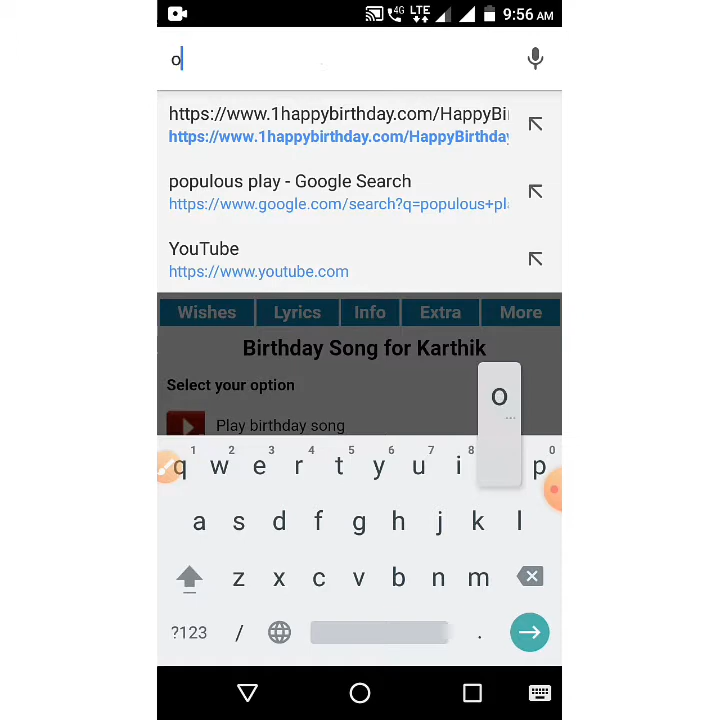 4G LTE 9:56 AM
o
https://www.1happybirthday.com/HappyBi
https://www.1happybirthday.com/HappyBirthday
populous play - Google Search
https://www.google.com/search?q=populous+pl
YouTube
https://www.youtube.com
Wishes Lyrics Info Extra More
Birthday Song for Karthik
Select your option
Play birthday song
o
1 2 3 4 5 6 7 8 0
q w e r t y u i p
a s d f g h j k l
z x c v b n m
?123 / .